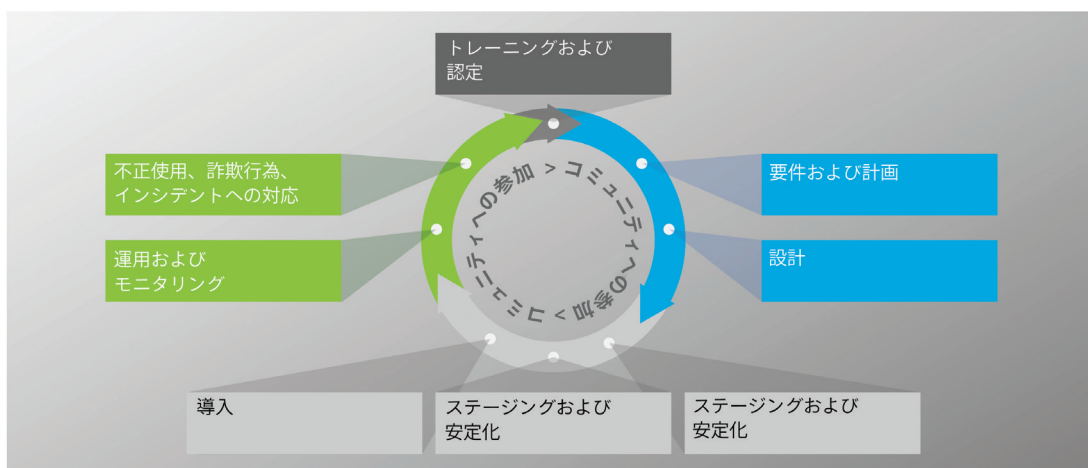 トレーニングおよび
認定
不正使用、詐欺行為、
インシデントへの対応
要件および計画
運用および
モニタリング
設計
コミュニティへの参加 > コミュニティへの参加 >
導入
ステージングおよび
安定化
ステージングおよび
安定化